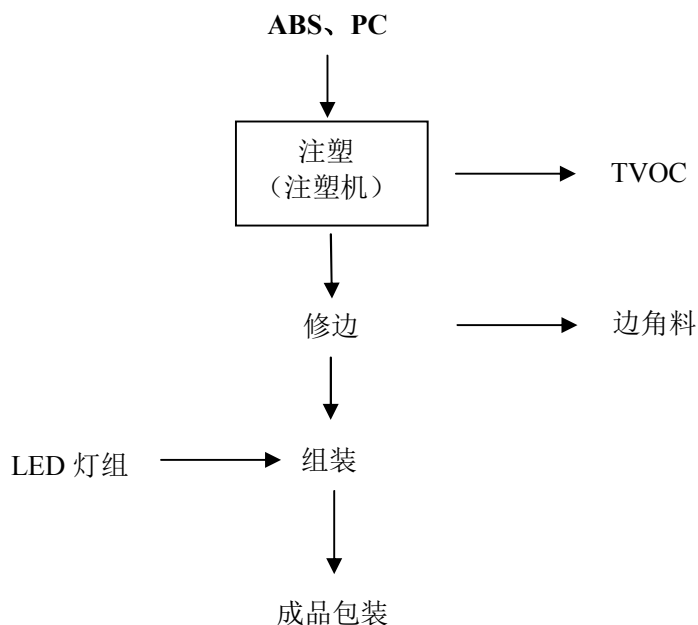 ABS、PC
注塑
（注塑机）
TVOC
修边
边角料
LED 灯组
组装
成品包装